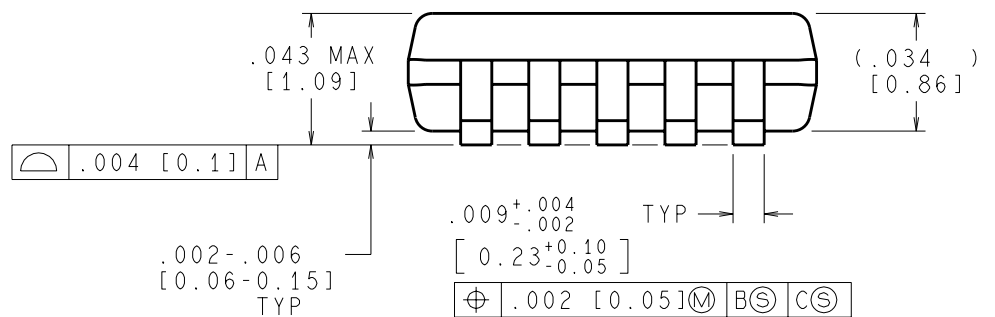 .043 MAX
[1.09]
(.034 )
[0.86]
.004 [0.1] A
.002-.006
[0.06-0.15]
TYP
.009 +.004 -.002
[0.23 +0.10 -0.05]
TYP
.002 [0.05]Ⓜ BⓈ CⓈ